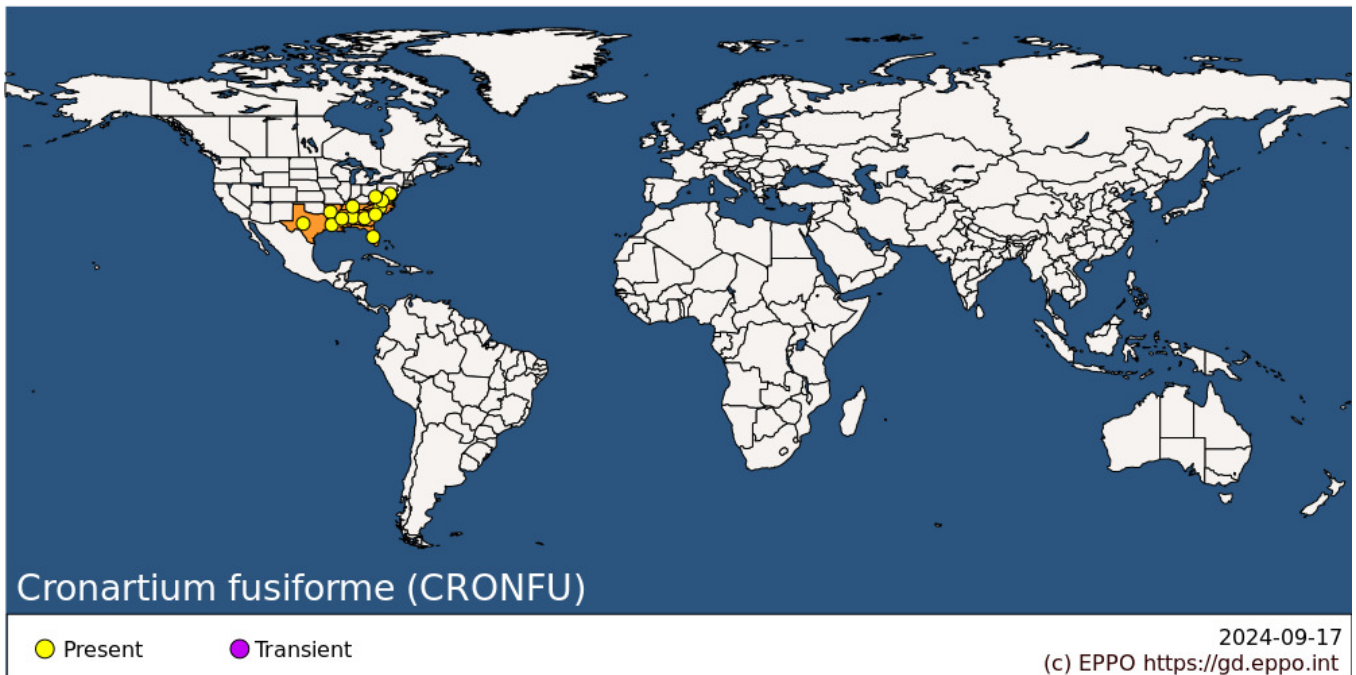 Cronartium fusiforme (CRONFU)
Present
Transient
2024-09-17
(c) EPPO https://gd.eppo.int